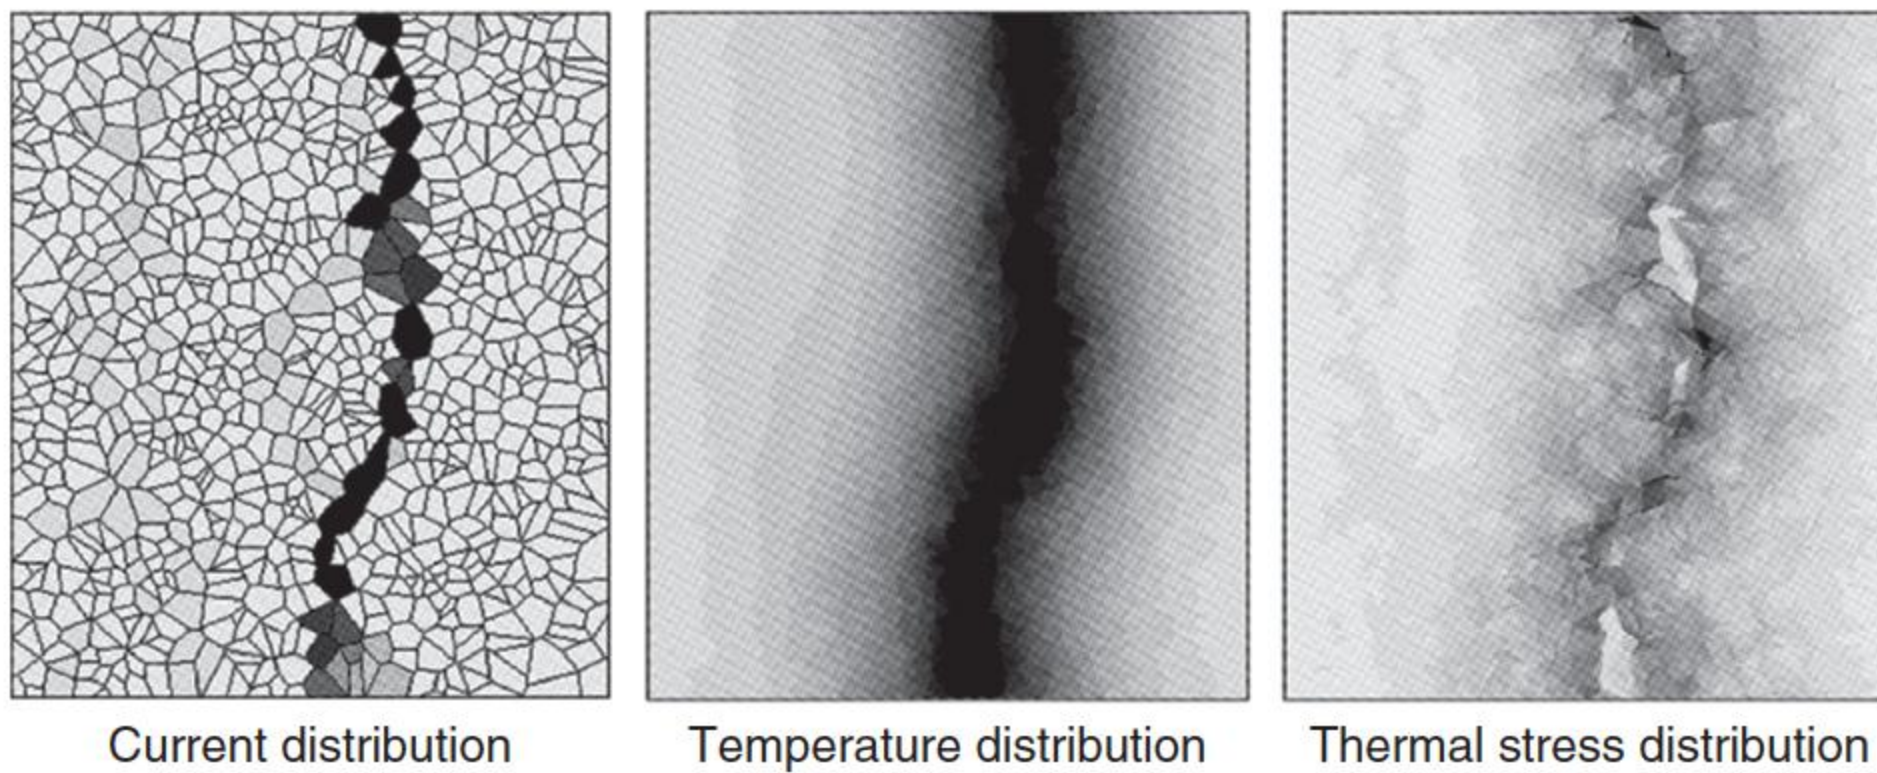 Current distribution
Temperature distribution
Thermal stress distribution